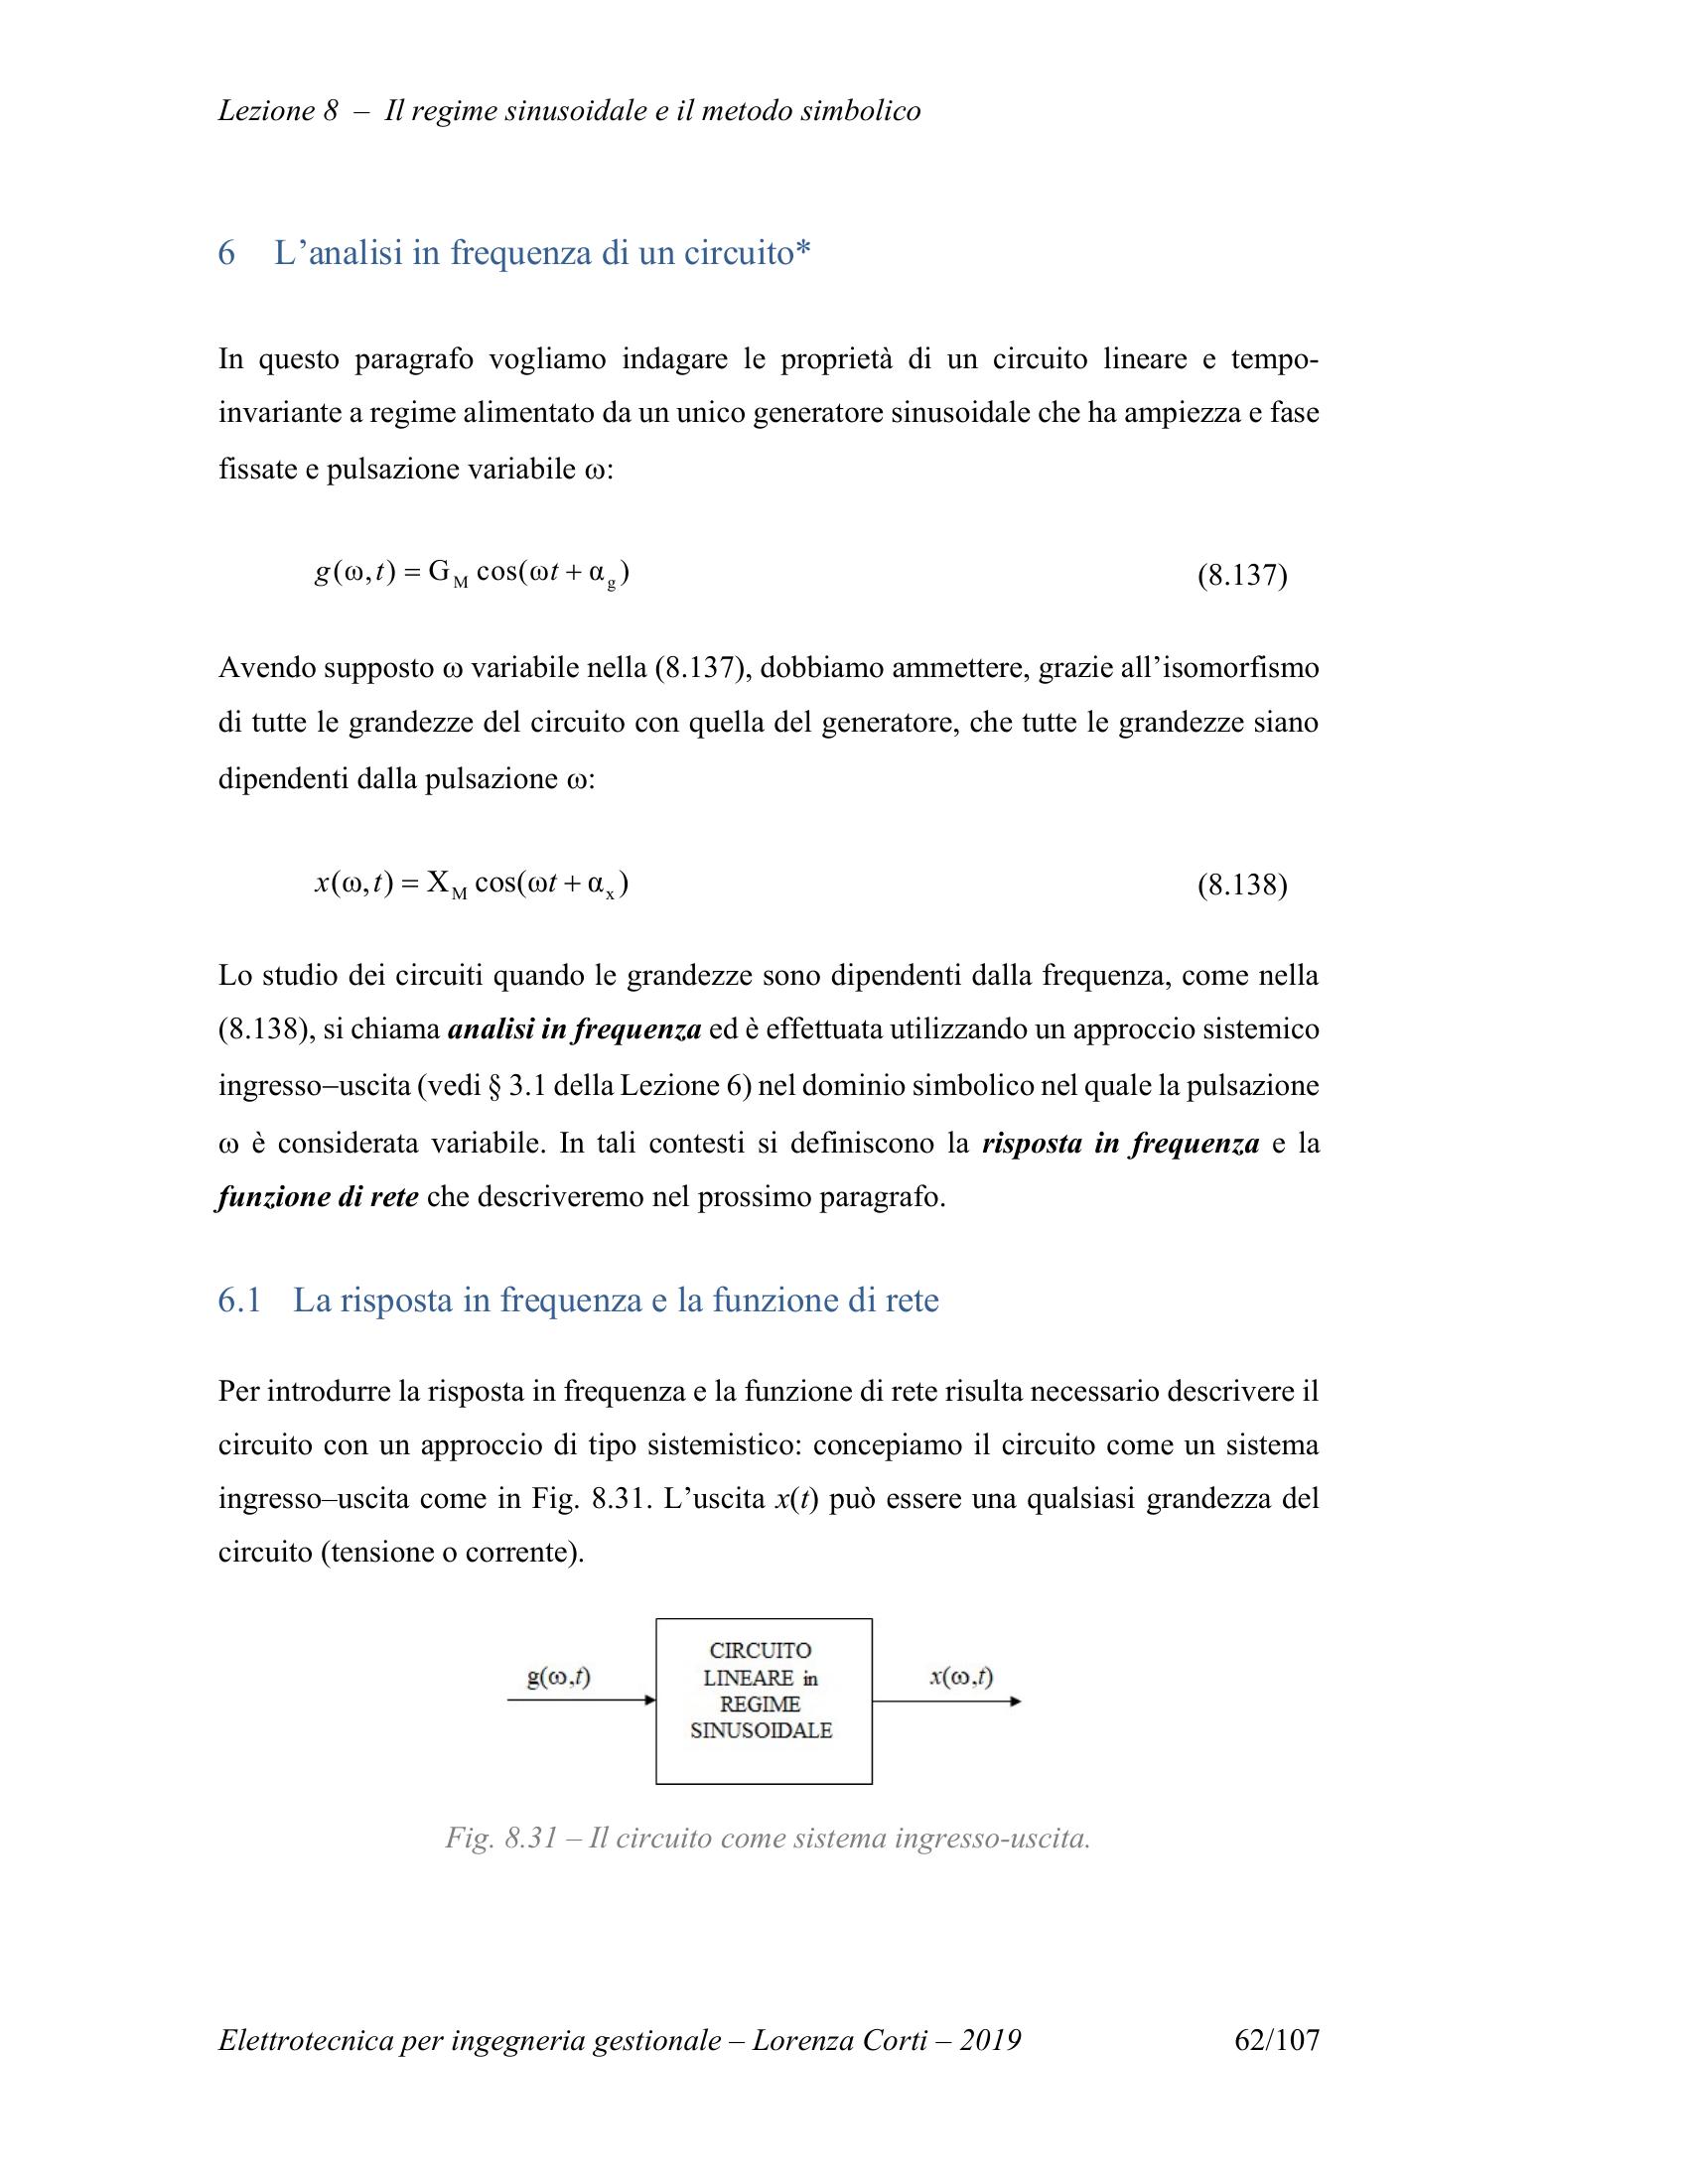 Lezione 8 – Il regime sinusoidale e il metodo simbolico
6 L’analisi in frequenza di un circuito*
In questo paragrafo vogliamo indagare le proprietà di un circuito lineare e tempo-
invariante a regime alimentato da un unico generatore sinusoidale che ha ampiezza e fase
fissate e pulsazione variabile ω:
g(ω,t) = G_M cos(ωt + α_g) (8.137)
Avendo supposto ω variabile nella (8.137), dobbiamo ammettere, grazie all’isomorfismo
di tutte le grandezze del circuito con quella del generatore, che tutte le grandezze siano
dipendenti dalla pulsazione ω:
x(ω,t) = X_M cos(ωt + α_x) (8.138)
Lo studio dei circuiti quando le grandezze sono dipendenti dalla frequenza, come nella
(8.138), si chiama analisi in frequenza ed è effettuata utilizzando un approccio sistemico
ingresso–uscita (vedi § 3.1 della Lezione 6) nel dominio simbolico nel quale la pulsazione
ω è considerata variabile. In tali contesti si definiscono la risposta in frequenza e la
funzione di rete che descriveremo nel prossimo paragrafo.
6.1 La risposta in frequenza e la funzione di rete
Per introdurre la risposta in frequenza e la funzione di rete risulta necessario descrivere il
circuito con un approccio di tipo sistemistico: concepiamo il circuito come un sistema
ingresso–uscita come in Fig. 8.31. L’uscita x(t) può essere una qualsiasi grandezza del
circuito (tensione o corrente).
g(ω,t)
CIRCUITO
LINEARE in
REGIME
SINUSOIDALE
x(ω,t)
Fig. 8.31 – Il circuito come sistema ingresso-uscita.
Elettrotecnica per ingegneria gestionale – Lorenza Corti – 2019 62/107